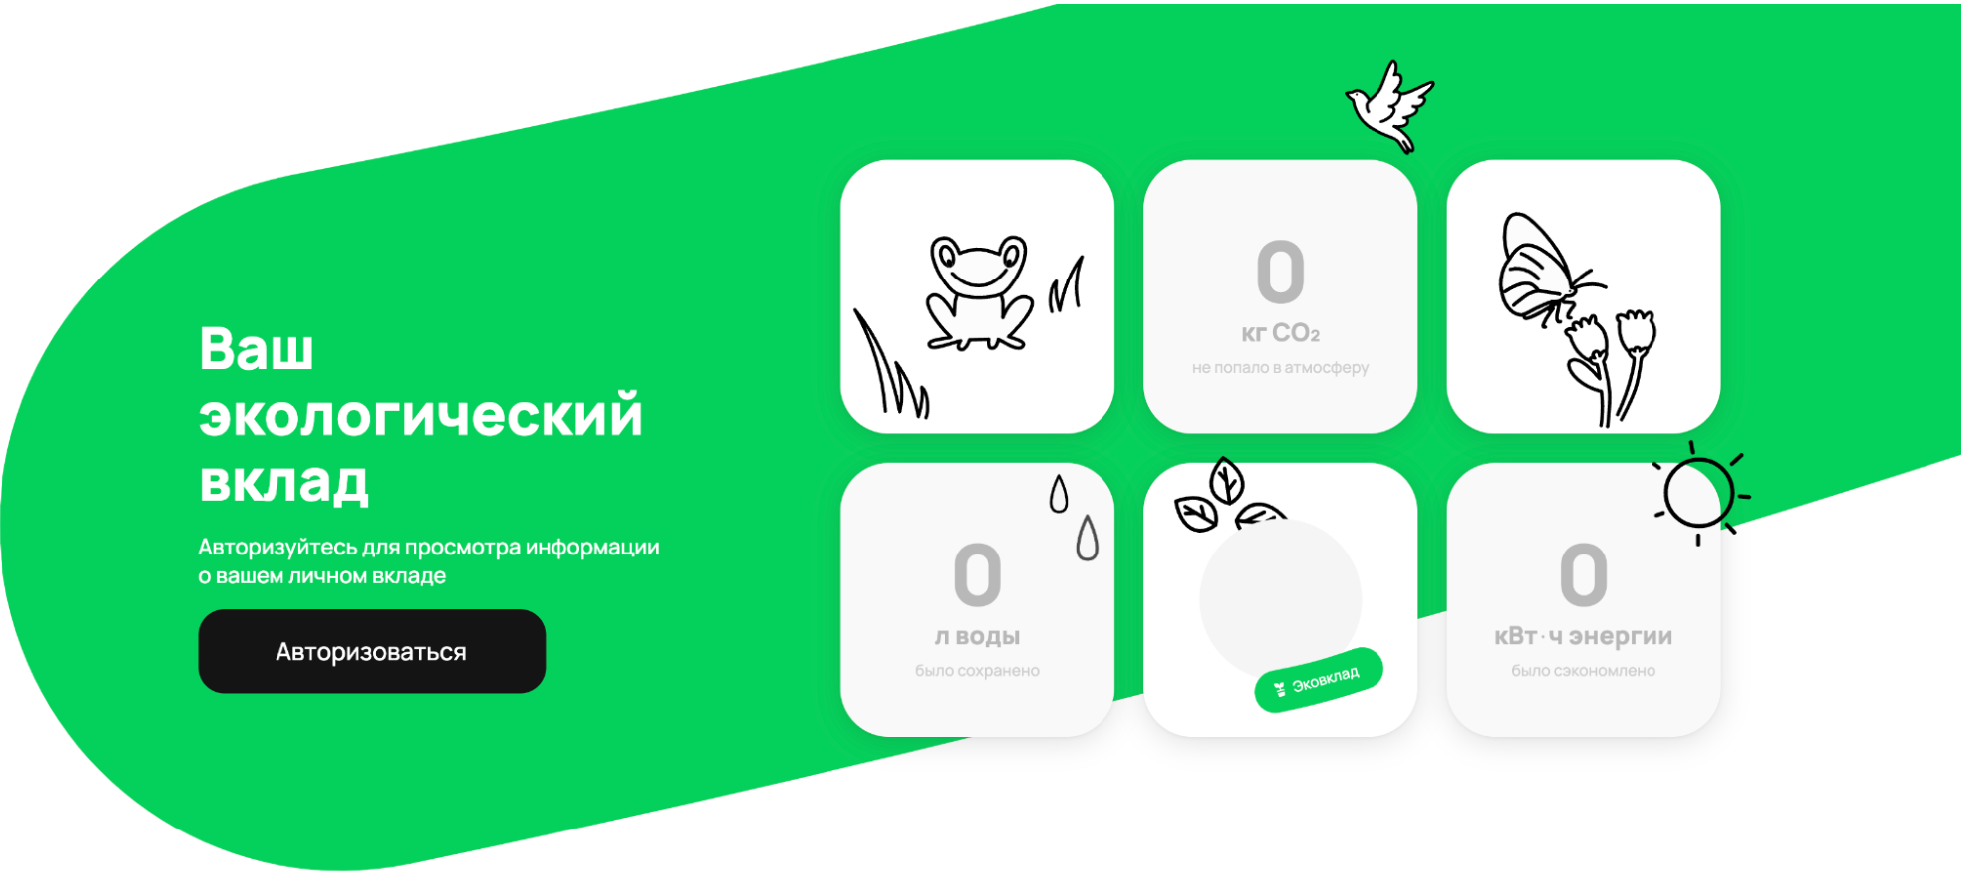 Ваш
экологический
вклад
Авторизуйтесь для просмотра информации
о вашем личном вкладе
Авторизоваться
0
кг CO₂
не попало в атмосферу
0
л воды
было сохранено
Эковклад
0
кВт·ч энергии
было сэкономлено